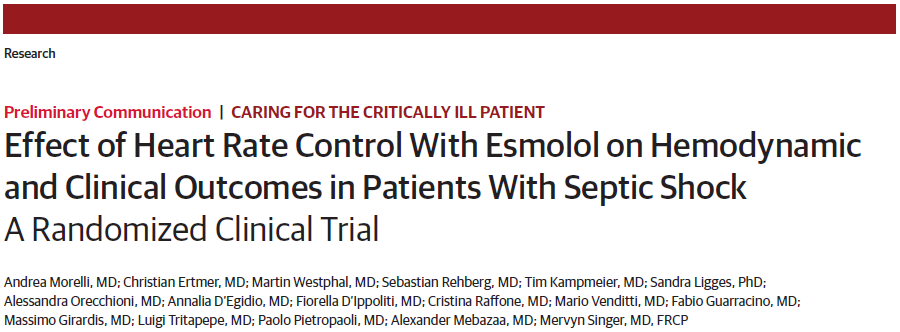 Research
Preliminary Communication | CARING FOR THE CRITICALLY ILL PATIENT
Effect of Heart Rate Control With Esmolol on Hemodynamic
and Clinical Outcomes in Patients With Septic Shock
A Randomized Clinical Trial
Andrea Morelli, MD; Christian Ertmer, MD; Martin Westphal, MD; Sebastian Rehberg, MD; Tim Kampmeier, MD; Sandra Ligges, PhD;
Alessandra Orecchioni, MD; Annalia D'Egidio, MD; Fiorella D'Ippoliti, MD; Cristina Raffone, MD; Mario Venditti, MD; Fabio Guarracino, MD;
Massimo Girardis, MD; Luigi Tritapepe, MD; Paolo Pietropaoli, MD; Alexander Mebazaa, MD; Mervyn Singer, MD, FRCP